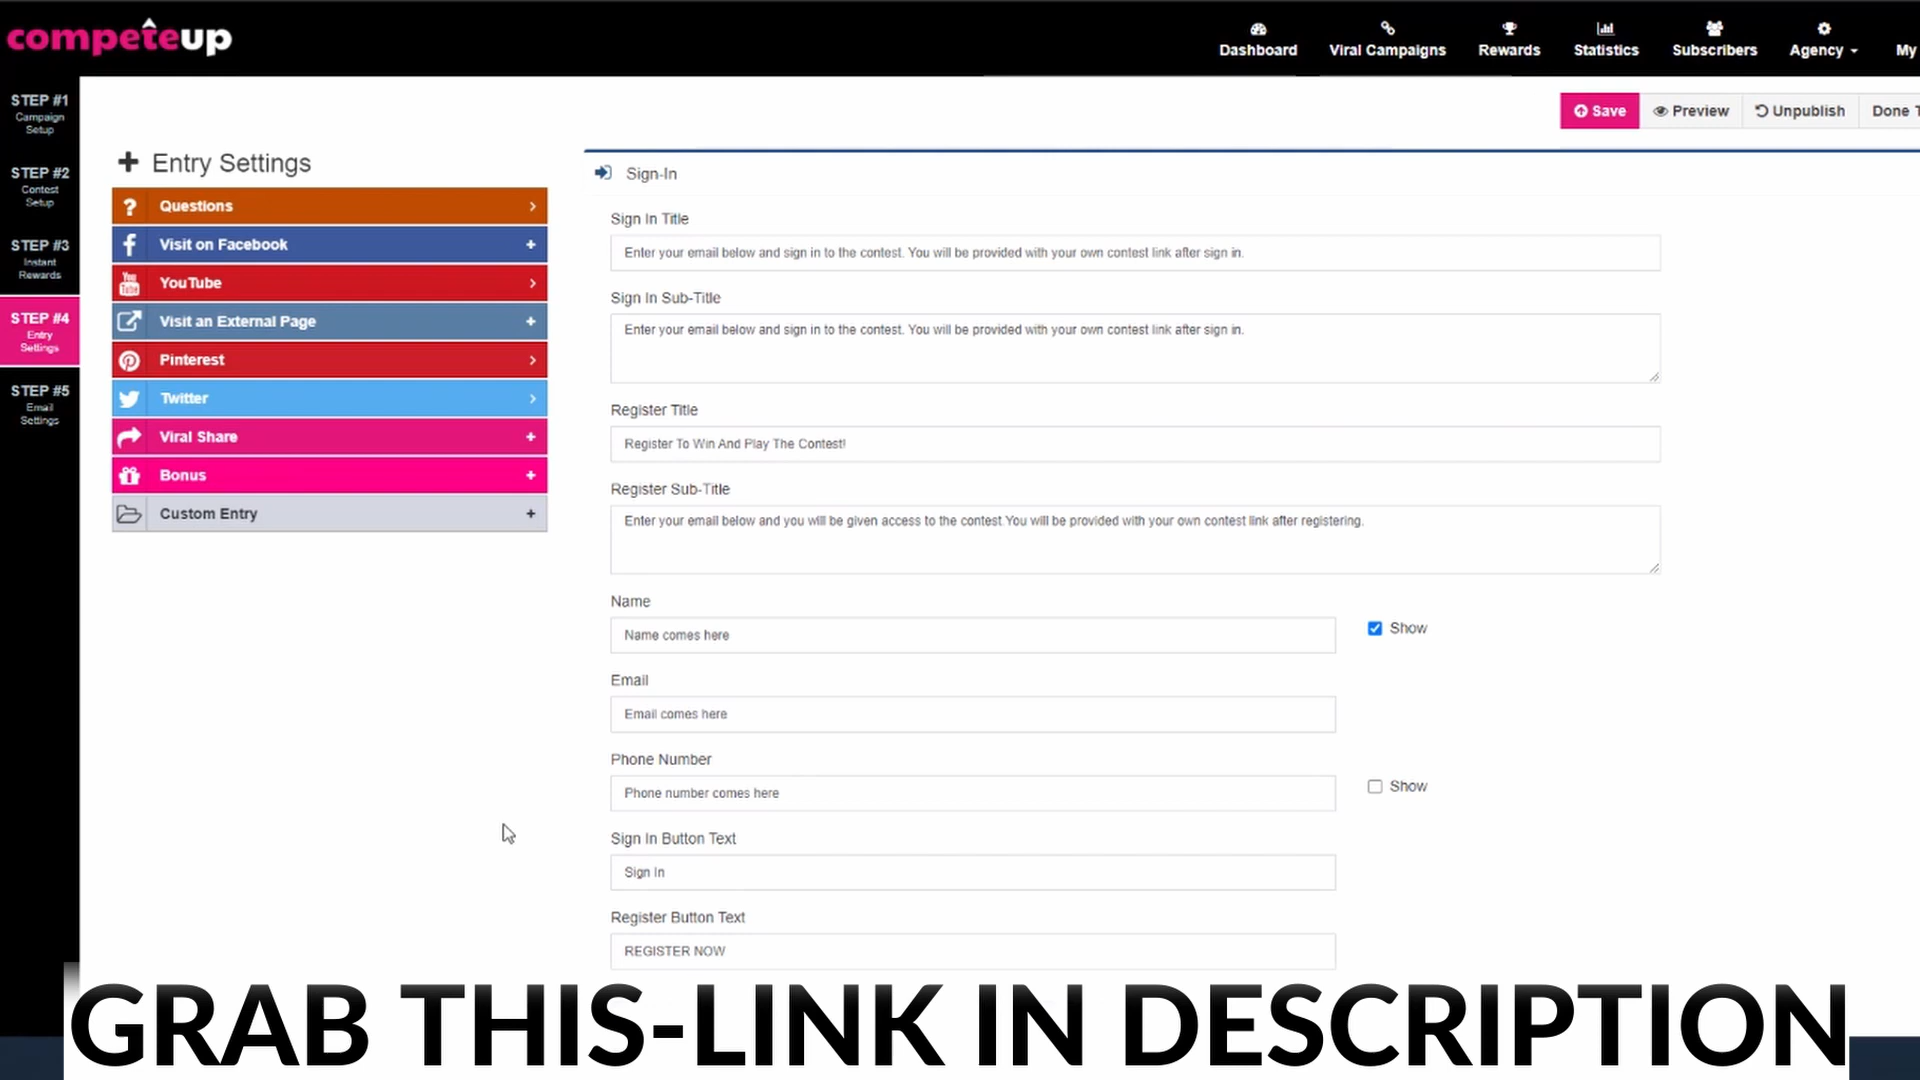 competeup
Dashboard
Viral Campaigns
Rewards
Statistics
Subscribers
Agency
My
STEP #1
Campaign
Setup
STEP #2
Contest
Setup
STEP #3
Instant
Rewards
STEP #4
Entry
Settings
STEP #5
Email
Settings
Save
Preview
Unpublish
Done T
Entry Settings
Questions
Visit on Facebook
You
Tube
YouTube
Visit an External Page
Pinterest
Twitter
Viral Share
Bonus
Custom Entry
Sign-In
Sign In Title
Enter your email below and sign in to the contest. You will be provided with your own contest link after sign in.
Sign In Sub-Title
Enter your email below and sign in to the contest. You will be provided with your own contest link after sign in.
Register Title
Register To Win And Play The Contest!
Register Sub-Title
Enter your email below and you will be given access to the contest.You will be provided with your own contest link after registering.
Name
Name comes here
Show
Email
Email comes here
Phone Number
Phone number comes here
Show
Sign In Button Text
Sign In
Register Button Text
REGISTER NOW
GRAB THIS-LINK IN DESCRIPTION